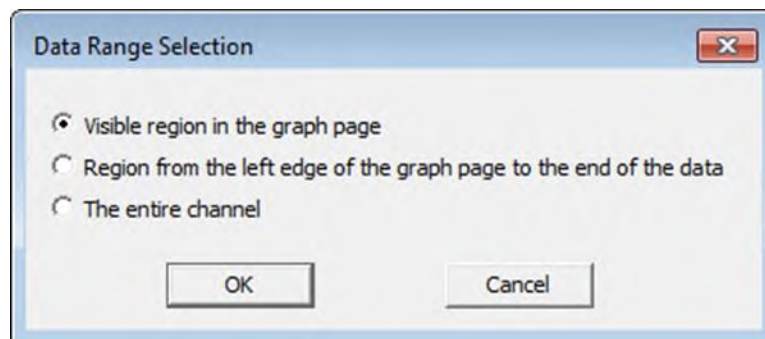 Data Range Selection
Visible region in the graph page
Region from the left edge of the graph page to the end of the data
The entire channel
OK
Cancel